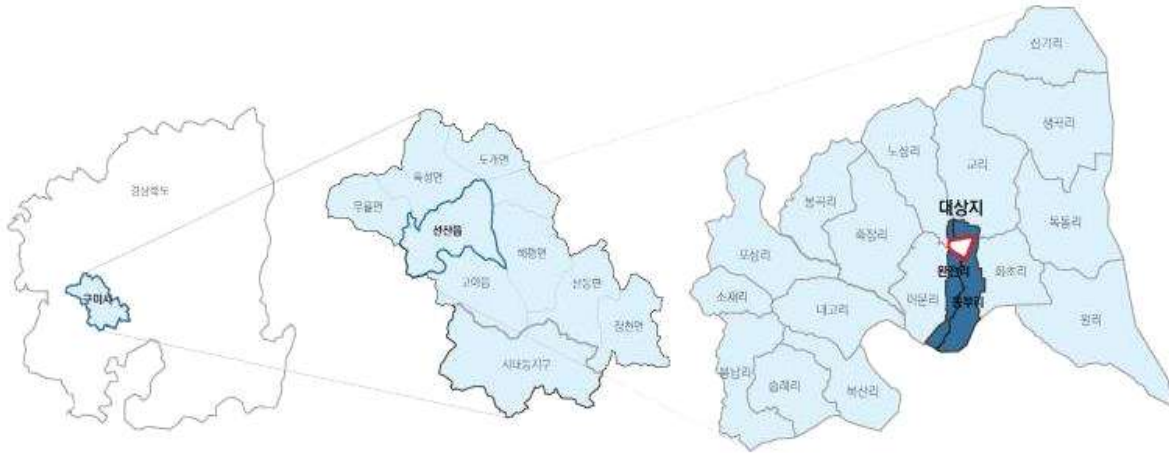 경상북도
구미시
도개면
옥성면
무을면
선산읍
해평면
고아읍
산동면
장천면
시내동지구
신기리
생곡리
노상리
교리
봉곡리
죽장리
대상지
독동리
포상리
완전리
화조리
이문리
동부리
소재리
내고리
원리
봉남리
습례리
북산리